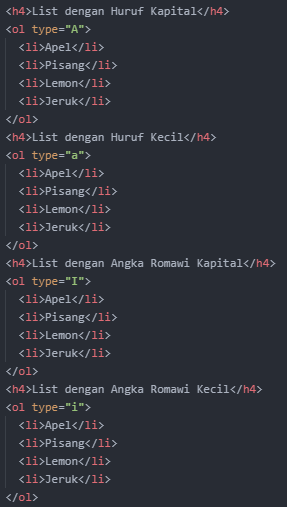 <h4>List dengan Huruf Kapital</h4>
<ol type="A">
<li>Apel</li>
<li>Pisang</li>
<li>Lemon</li>
<li>Jeruk</li>
</ol>
<h4>List dengan Huruf Kecil</h4>
<ol type="a">
<li>Apel</li>
<li>Pisang</li>
<li>Lemon</li>
<li>Jeruk</li>
</ol>
<h4>List dengan Angka Romawi Kapital</h4>
<ol type="I">
<li>Apel</li>
<li>Pisang</li>
<li>Lemon</li>
<li>Jeruk</li>
</ol>
<h4>List dengan Angka Romawi Kecil</h4>
<ol type="i">
<li>Apel</li>
<li>Pisang</li>
<li>Lemon</li>
<li>Jeruk</li>
</ol>